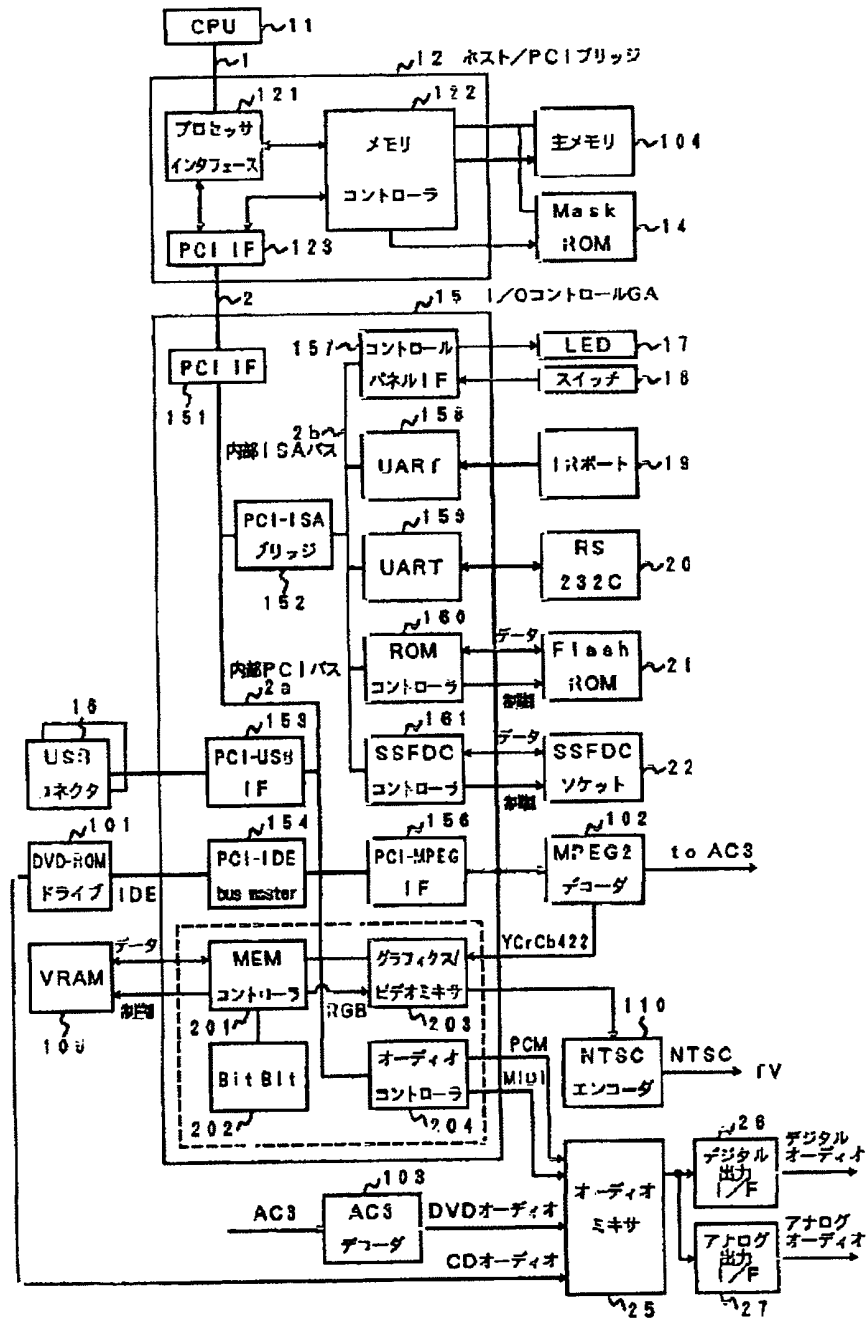 CPU
11
1
12 ホスト/PCIブリッジ
121
122
プロセッサ
インタフェース
メモリ
コントローラ
主メモリ
104
Mask
ROM
14
PCI IF
123
2
15 I/OコントロールGA
PCI IF
151
157
コントロール
パネルIF
LED
17
スイッチ
18
2b
内部ISAバス
158
UART
IRポート
19
PCI-ISA
ブリッジ
152
159
UART
RS
232C
20
160
ROM
コントローラ
データ
制御
Flash
ROM
21
内部PCIバス
2a
16
USB
コネクタ
153
PCI-USB
IF
161
SSFDC
コントローラ
データ
制御
SSFDC
ソケット
22
101
DVD-ROM
ドライブ
IDE
154
PCI-IDE
bus master
156
PCI-MPEG
IF
102
MPEG2
デコーダ
to AC3
YCrCb422
VRAM
データ
制御
MEM
コントローラ
201
RGB
グラフィクス/
ビデオミキサ
203
110
NTSC
エンコーダ
NTSC
TV
BitBlt
202
オーディオ
コントローラ
204
PCM
MIDI
オーディオ
ミキサ
25
26
デジタル
出力
I/F
デジタル
オーディオ
AC3
103
AC3
デコーダ
DVDオーディオ
CDオーディオ
アナログ
出力
I/F
27
アナログ
オーディオ